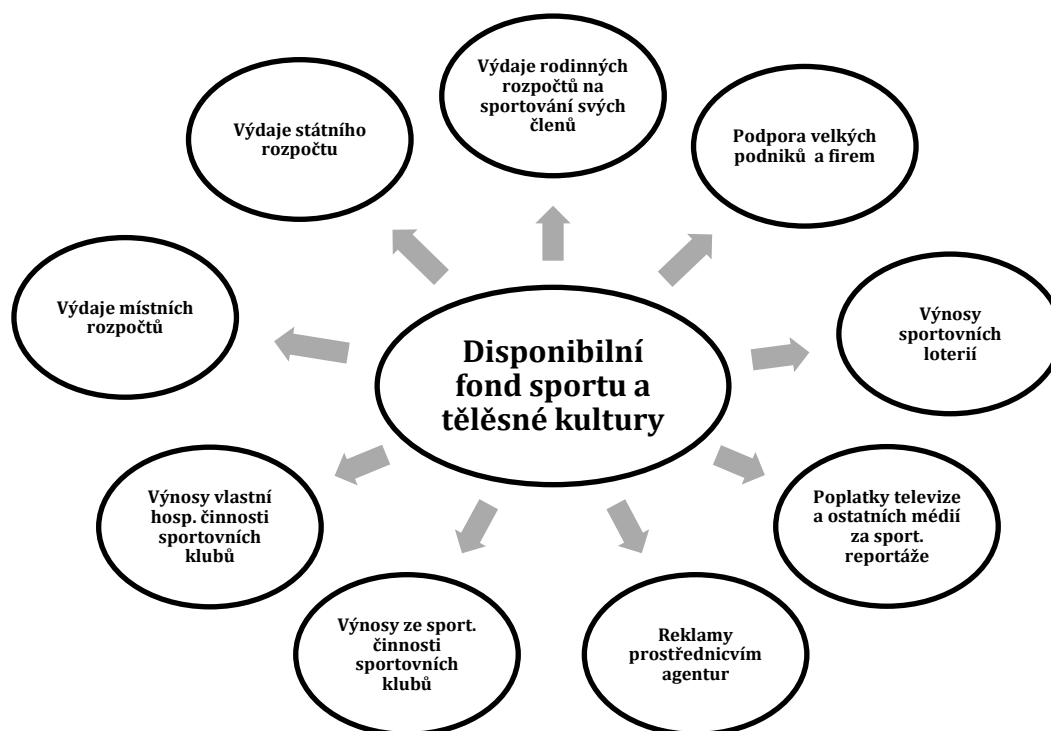 Výdaje rodinných
rozpočtů na
sportování svých
členů
Výdaje státního
rozpočtu
Podpora velkých
podniků  a firem
Výdaje místních
rozpočtů
Výnosy
sportovních
loterií
Disponibilní
fond sportu a
tělěsné kultury
Výnosy vlastní
hosp. činnosti
sportovních
klubů
Poplatky televize
a ostatních médií
za sport.
reportáže
Výnosy ze sport.
činnosti
sportovních
klubů
Reklamy
prostřednicvím
agentur